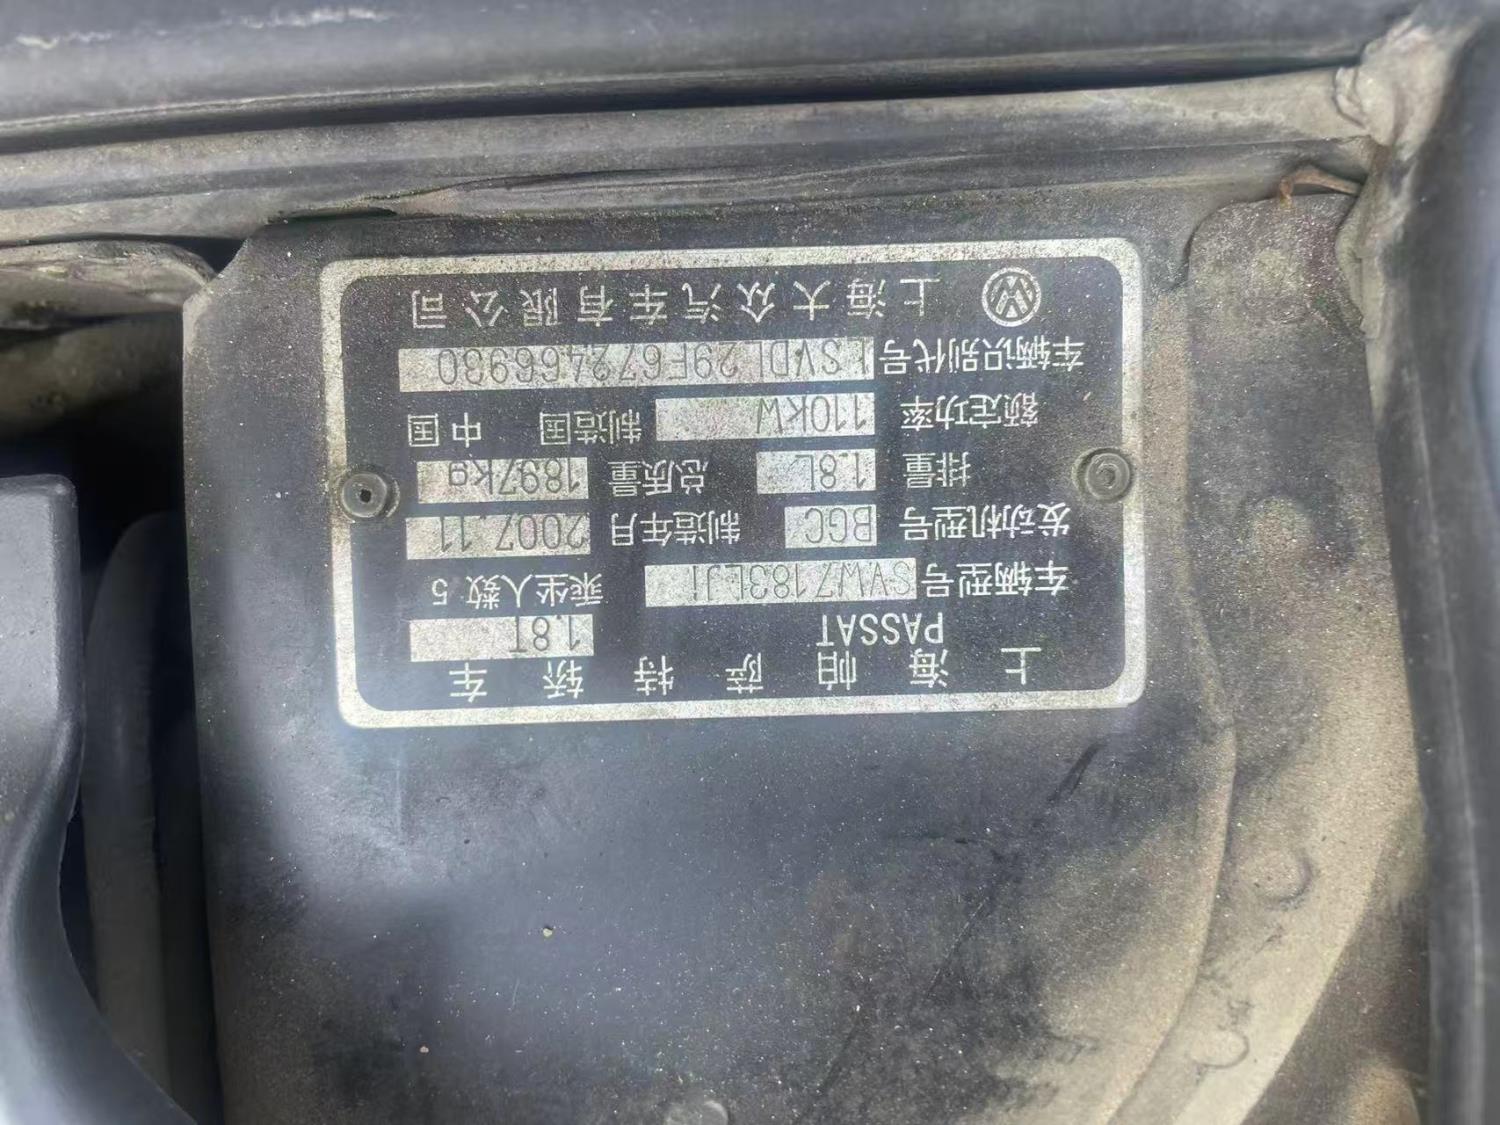 上海帕萨特轿车
PASSAT 1.8T
车辆型号 SVW7183LJi 乘坐人数 5
发动机型号 BGC 制造年月 2007.11
排量 1.8L 总质量 1897kg
额定功率 110kW 制造国 中国
车辆识别代号 LSVDL29F672466930
上海大众汽车有限公司